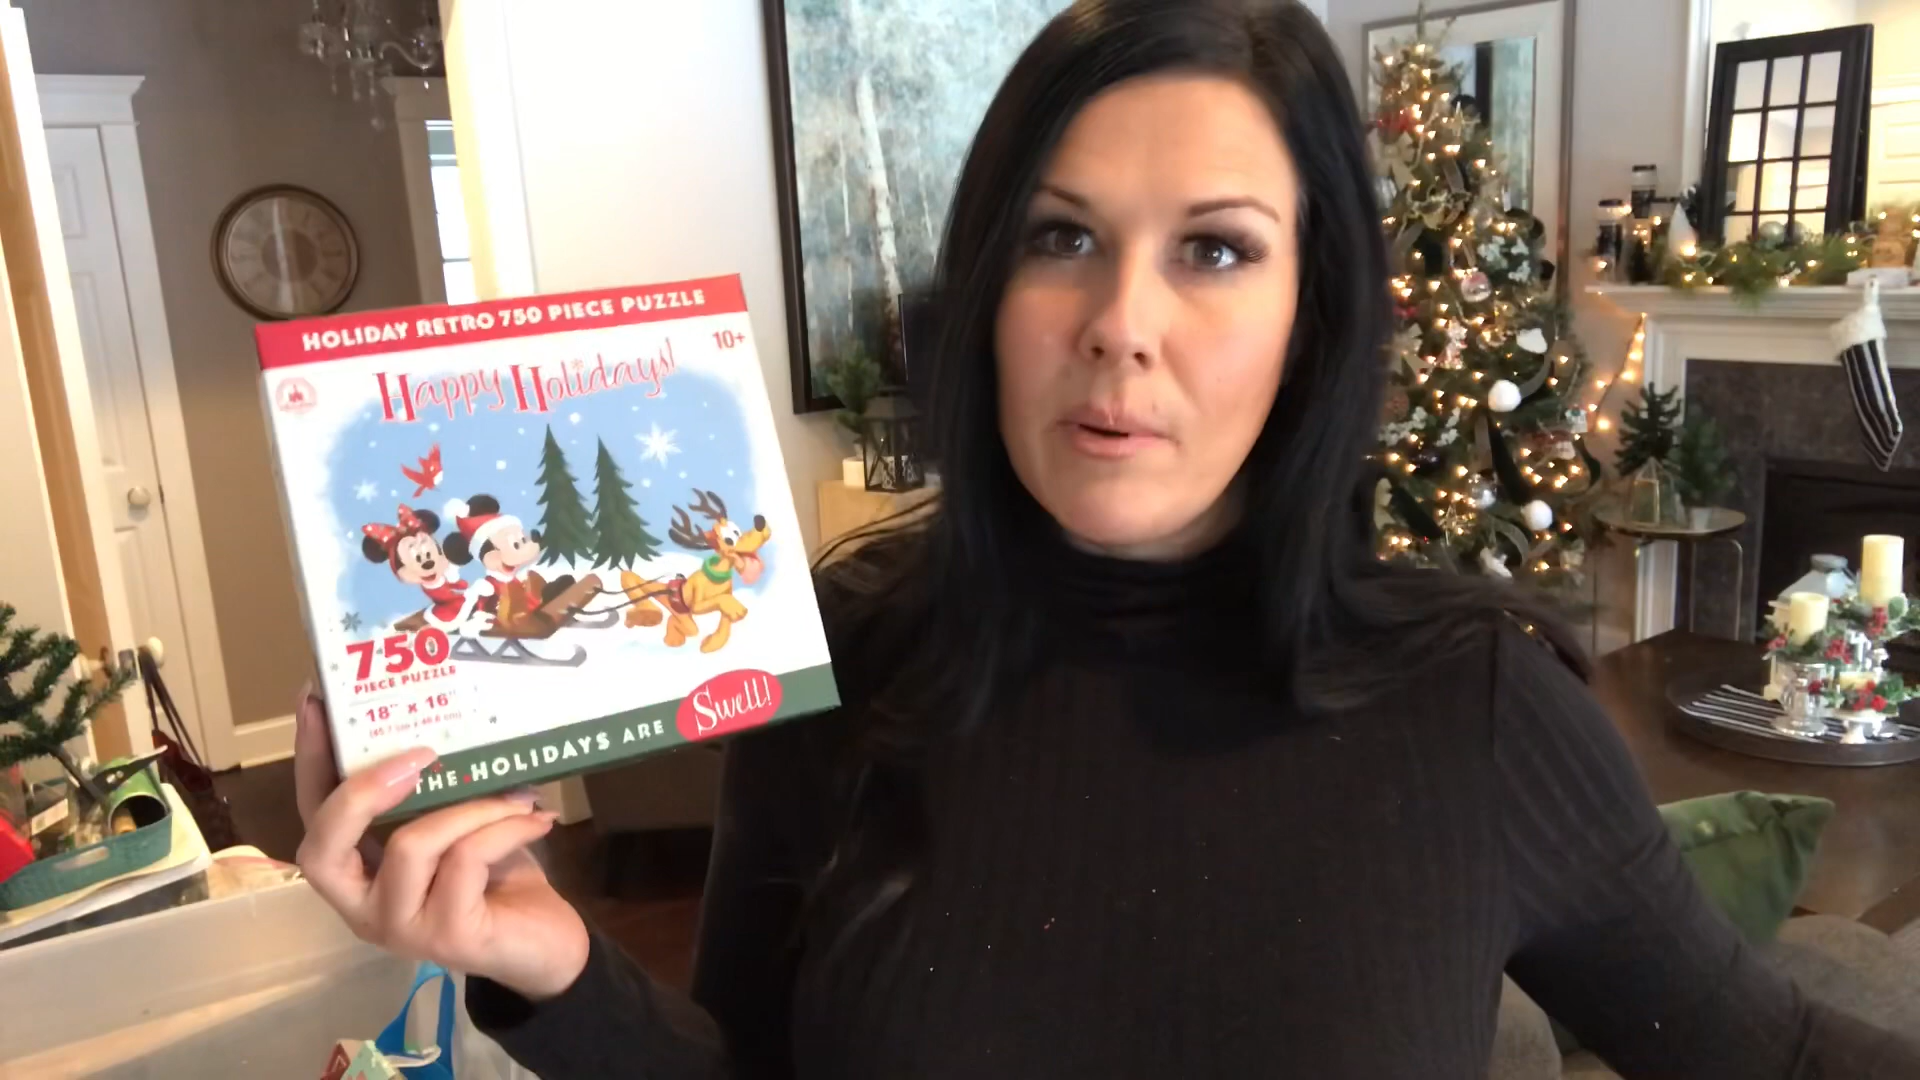 HOLIDAY RETRO 750 PIECE PUZZLE
10+
Happy Holidays!
750
PIECE PUZZLE
18" x 16"
THE HOLIDAYS ARE Swell!